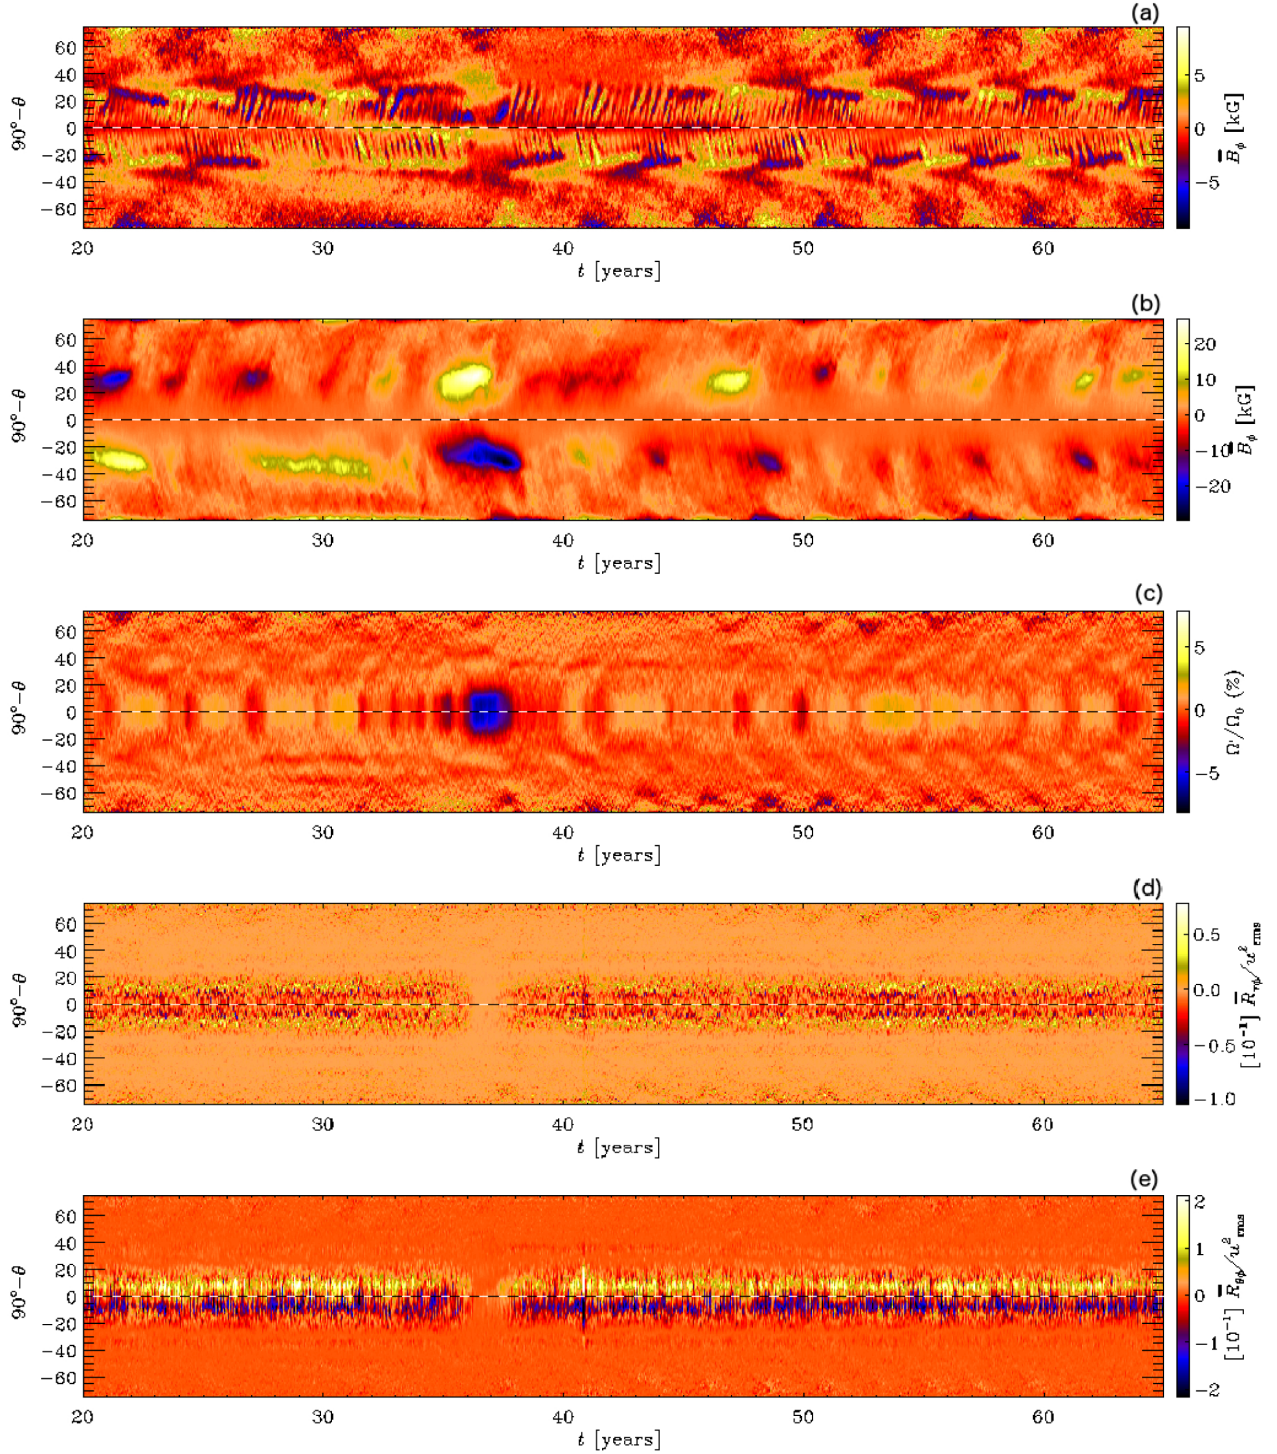 (a)
60
40
20
0
−20
−40
−60
90°−θ
20 30 40 50 60
t [years]
5
0
−5
B̅ϕ [kG]
(b)
60
40
20
0
−20
−40
−60
90°−θ
20 30 40 50 60
t [years]
20
10
0
−10
−20
B̅ϕ [kG]
(c)
60
40
20
0
−20
−40
−60
90°−θ
20 30 40 50 60
t [years]
5
0
−5
Ω'/Ω₀ (%)
(d)
60
40
20
0
−20
−40
−60
90°−θ
20 30 40 50 60
t [years]
0.5
0.0
−0.5
−1.0
[10⁻¹] R̅rϕ/u²rms
(e)
60
40
20
0
−20
−40
−60
90°−θ
20 30 40 50 60
t [years]
2
1
0
−1
−2
[10⁻¹] R̅θϕ/u²rms